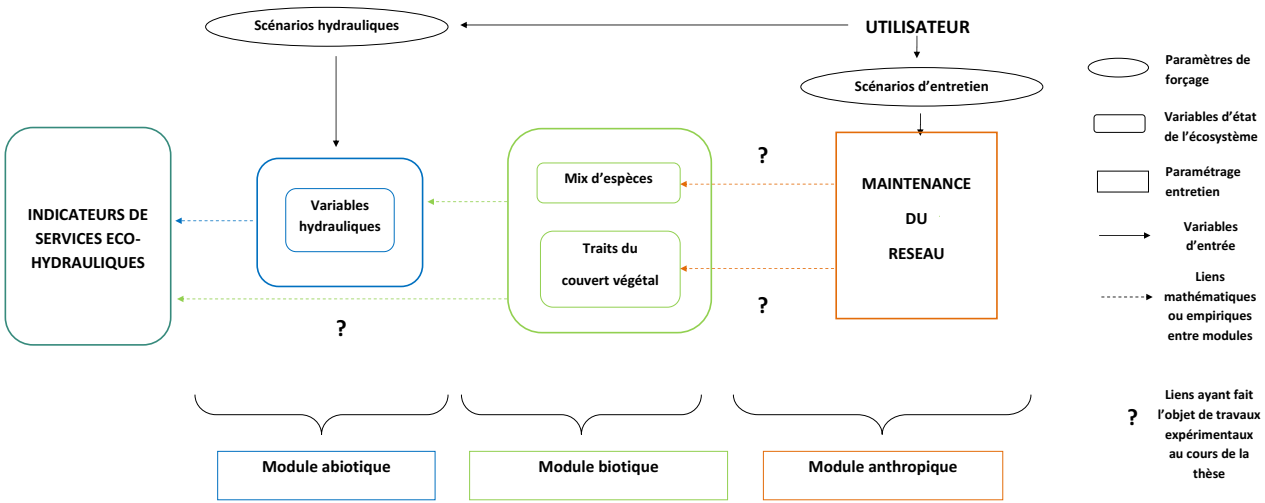 Scénarios hydrauliques
UTILISATEUR
Scénarios d'entretien
INDICATEURS DE
SERVICES ECO-
HYDRAULIQUES
Variables
hydrauliques
Mix d'espèces
Traits du
couvert végétal
?
?
?
MAINTENANCE
DU
RESEAU
Module abiotique
Module biotique
Module anthropique
Paramètres de
forçage
Variables d'état
de l'écosystème
Paramétrage
entretien
Variables
d'entrée
Liens
mathématiques
ou empiriques
entre modules
?
Liens ayant fait
l'objet de travaux
expérimentaux
au cours de la
thèse